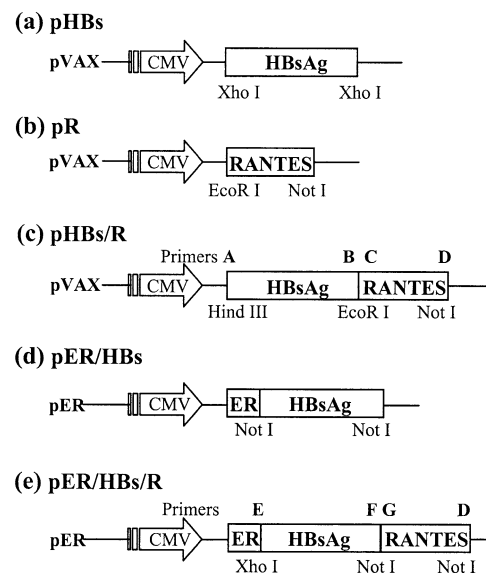 (a) pHBs
pVAX CMV HBsAg
Xho I Xho I
(b) pR
pVAX CMV RANTES
EcoR I Not I
(c) pHBs/R
Primers A B C D
pVAX CMV HBsAg RANTES
Hind III EcoR I Not I
(d) pER/HBs
pER CMV ER HBsAg
Not I Not I
(e) pER/HBs/R
Primers E F G D
pER CMV ER HBsAg RANTES
Xho I Not I Not I